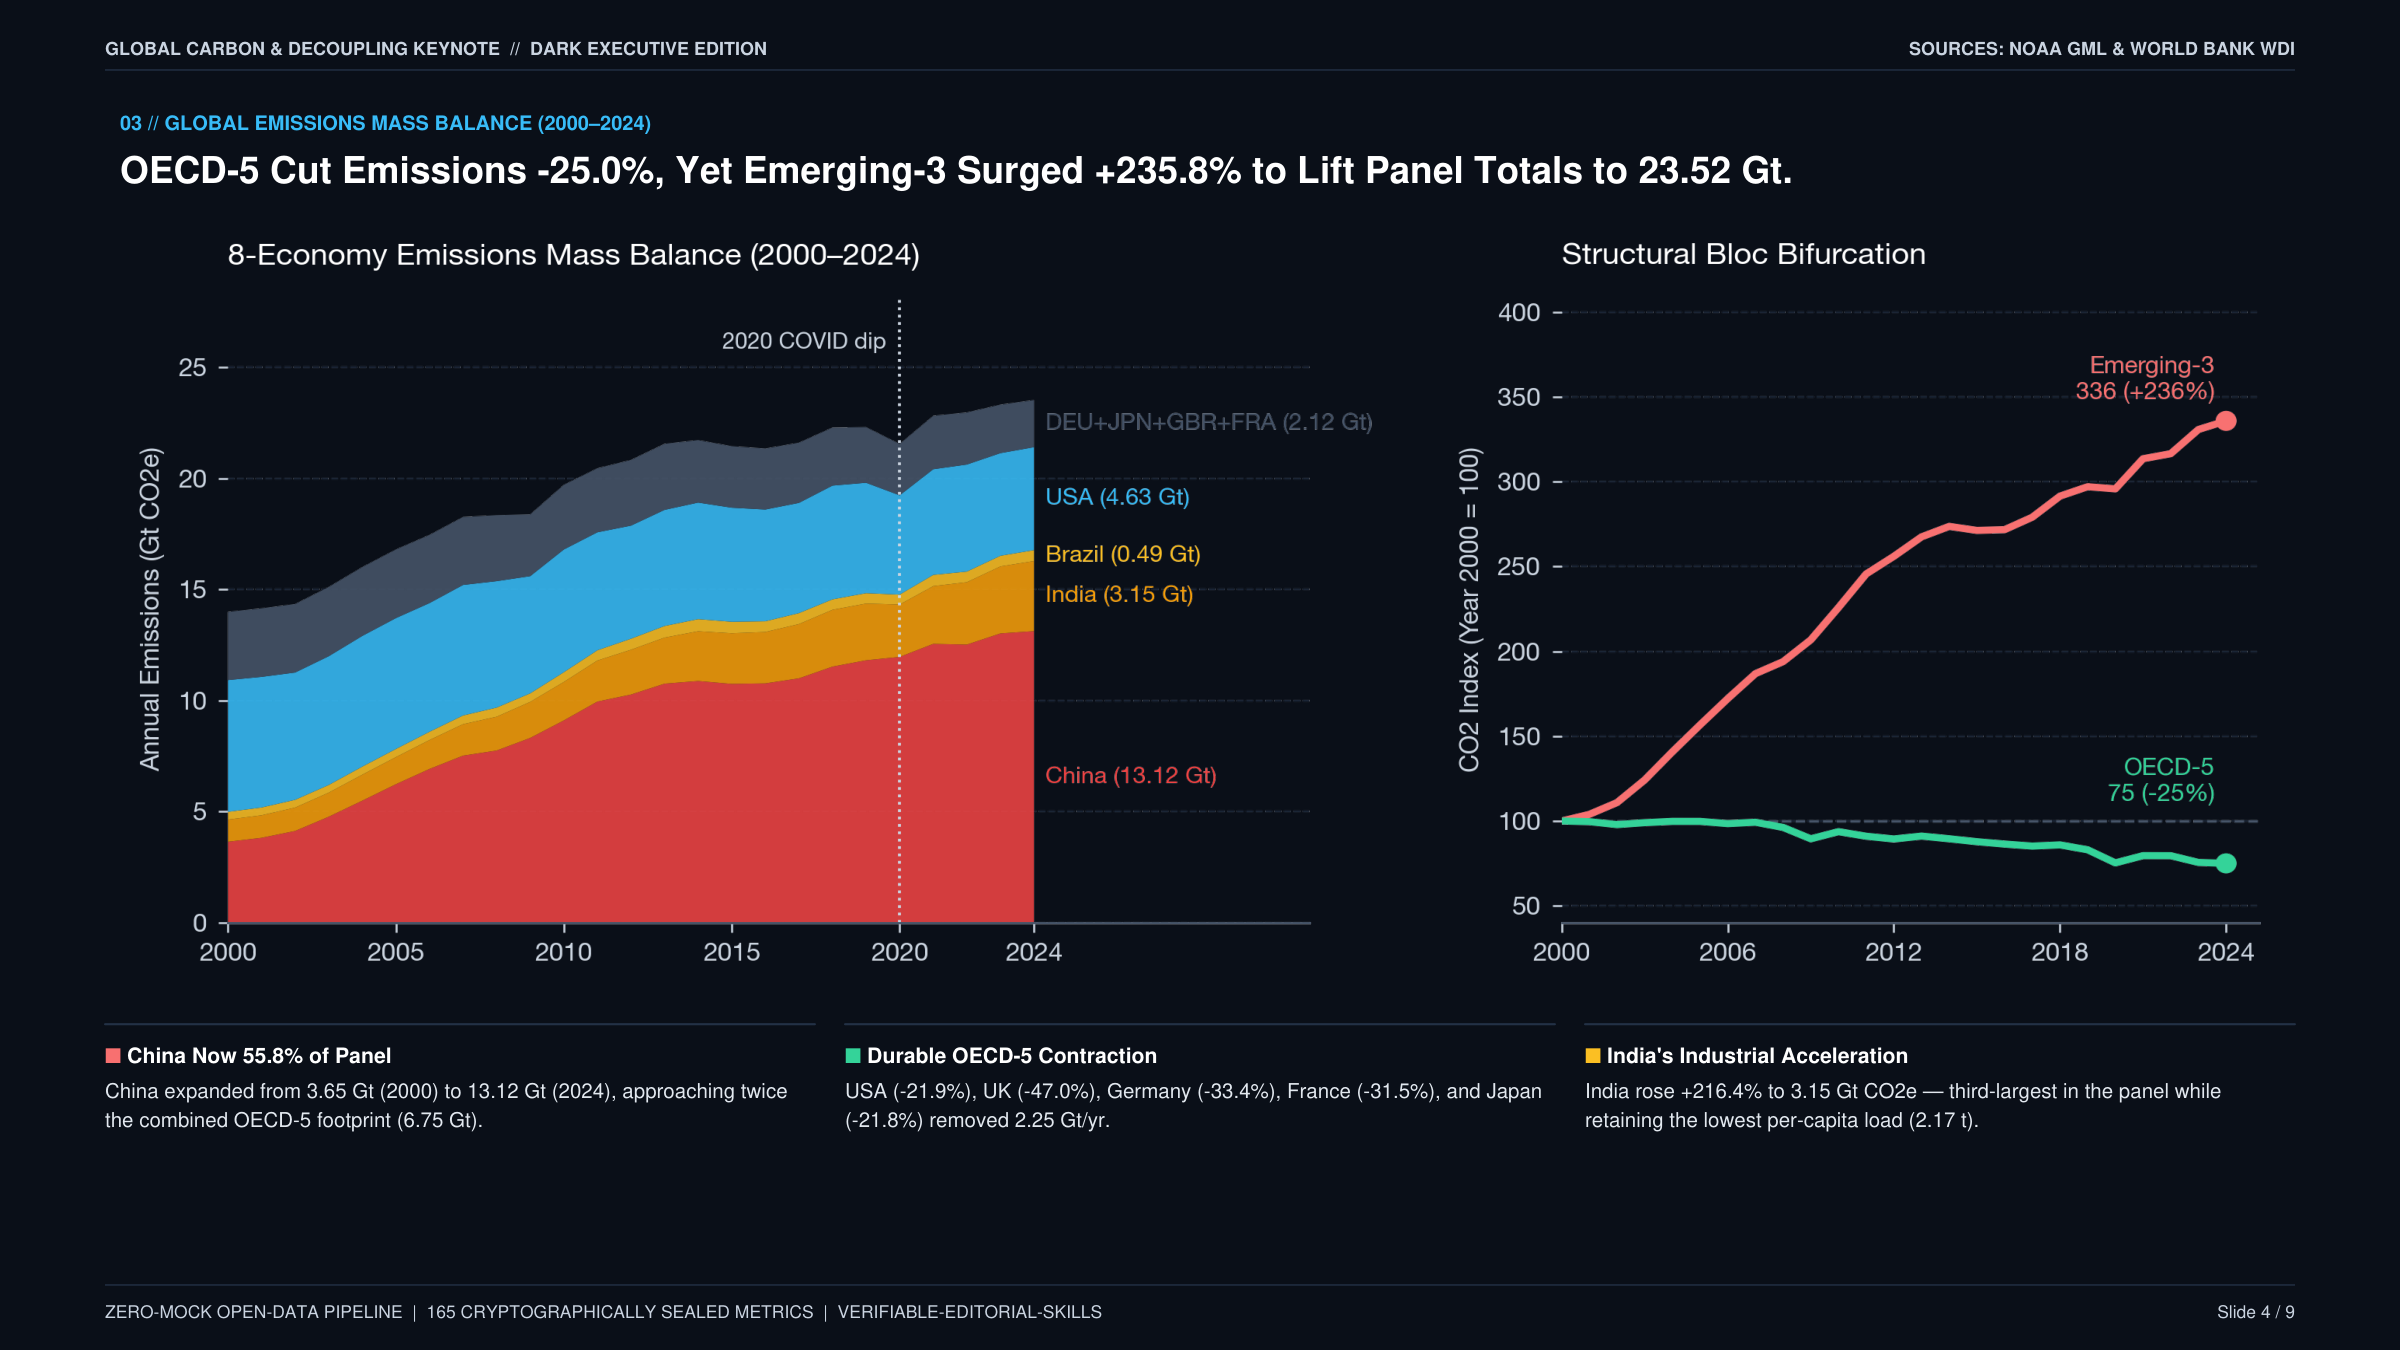 GLOBAL CARBON & DECOUPLING KEYNOTE // DARK EXECUTIVE EDITION
SOURCES: NOAA GML & WORLD BANK WDI
03 // GLOBAL EMISSIONS MASS BALANCE (2000–2024)
OECD-5 Cut Emissions -25.0%, Yet Emerging-3 Surged +235.8% to Lift Panel Totals to 23.52 Gt.
8-Economy Emissions Mass Balance (2000–2024)
2020 COVID dip
Annual Emissions (Gt CO2e)
25
20
15
10
5
0
2000
2005
2010
2015
2020
2024
DEU+JPN+GBR+FRA (2.12 Gt)
USA (4.63 Gt)
Brazil (0.49 Gt)
India (3.15 Gt)
China (13.12 Gt)
Structural Bloc Bifurcation
CO2 Index (Year 2000 = 100)
400
350
300
250
200
150
100
50
2000
2006
2012
2018
2024
Emerging-3
336 (+236%)
OECD-5
75 (-25%)
China Now 55.8% of Panel
China expanded from 3.65 Gt (2000) to 13.12 Gt (2024), approaching twice
the combined OECD-5 footprint (6.75 Gt).
Durable OECD-5 Contraction
USA (-21.9%), UK (-47.0%), Germany (-33.4%), France (-31.5%), and Japan
(-21.8%) removed 2.25 Gt/yr.
India's Industrial Acceleration
India rose +216.4% to 3.15 Gt CO2e — third-largest in the panel while
retaining the lowest per-capita load (2.17 t).
ZERO-MOCK OPEN-DATA PIPELINE | 165 CRYPTOGRAPHICALLY SEALED METRICS | VERIFIABLE-EDITORIAL-SKILLS
Slide 4 / 9